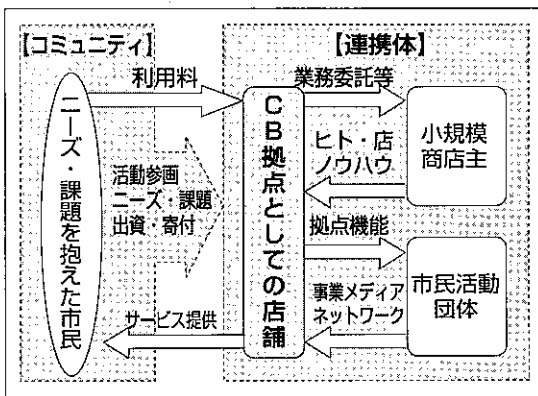 【コミュニティ】
【連携体】
利用料
業務委託等
ニーズ・課題を抱えた市民
活動参画
ニーズ・課題
出資・寄付
サービス提供
CB拠点としての店舗
ヒト・店
ノウハウ
小規模
商店主
拠点機能
事業メディア
ネットワーク
市民活動
団体